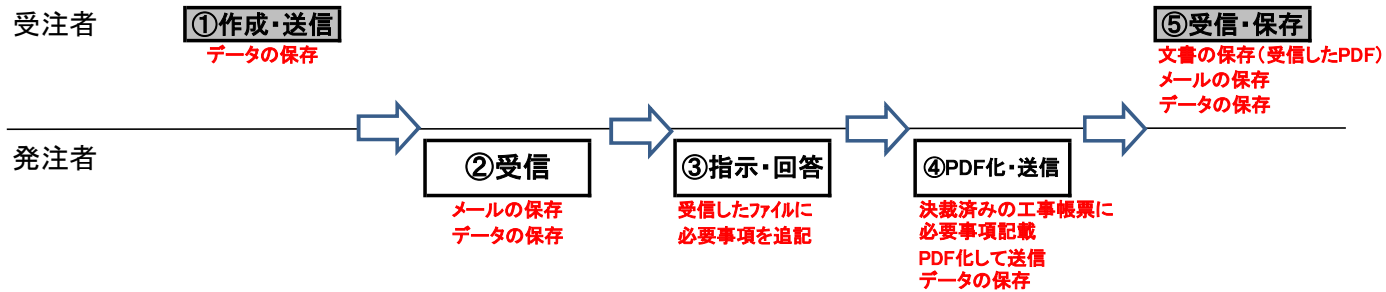 受注者
①作成・送信
データの保存
⑤受信・保存
文書の保存（受信したPDF）
メールの保存
データの保存
発注者
②受信
メールの保存
データの保存
③指示・回答
受信したファイルに
必要事項を追記
④PDF化・送信
決裁済みの工事帳票に
必要事項記載
PDF化して送信
データの保存